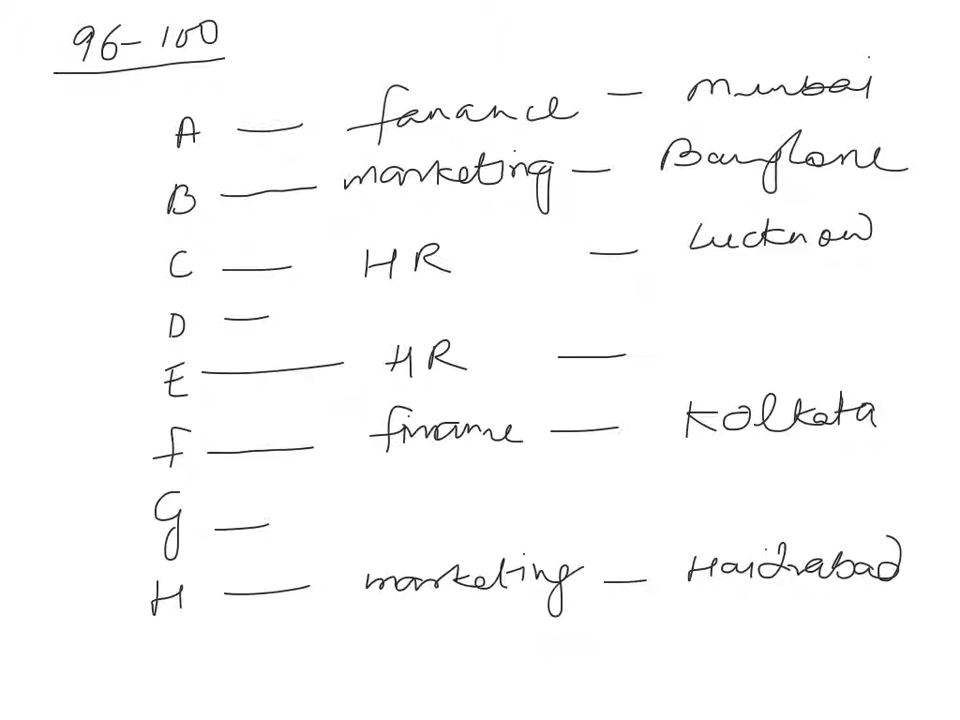 96-100
A — fanance — Mumbai
B — marketing — Banglore
C — HR — Lucknow
D —
E — HR —
F — finance — Kolkata
G —
H — marketing — Haidrabad